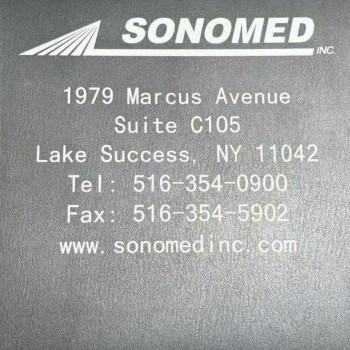 SONOMED
INC.
1979 Marcus Avenue
Suite C105
Lake Success, NY 11042
Tel: 516-354-0900
Fax: 516-354-5902
www.sonomedinc.com